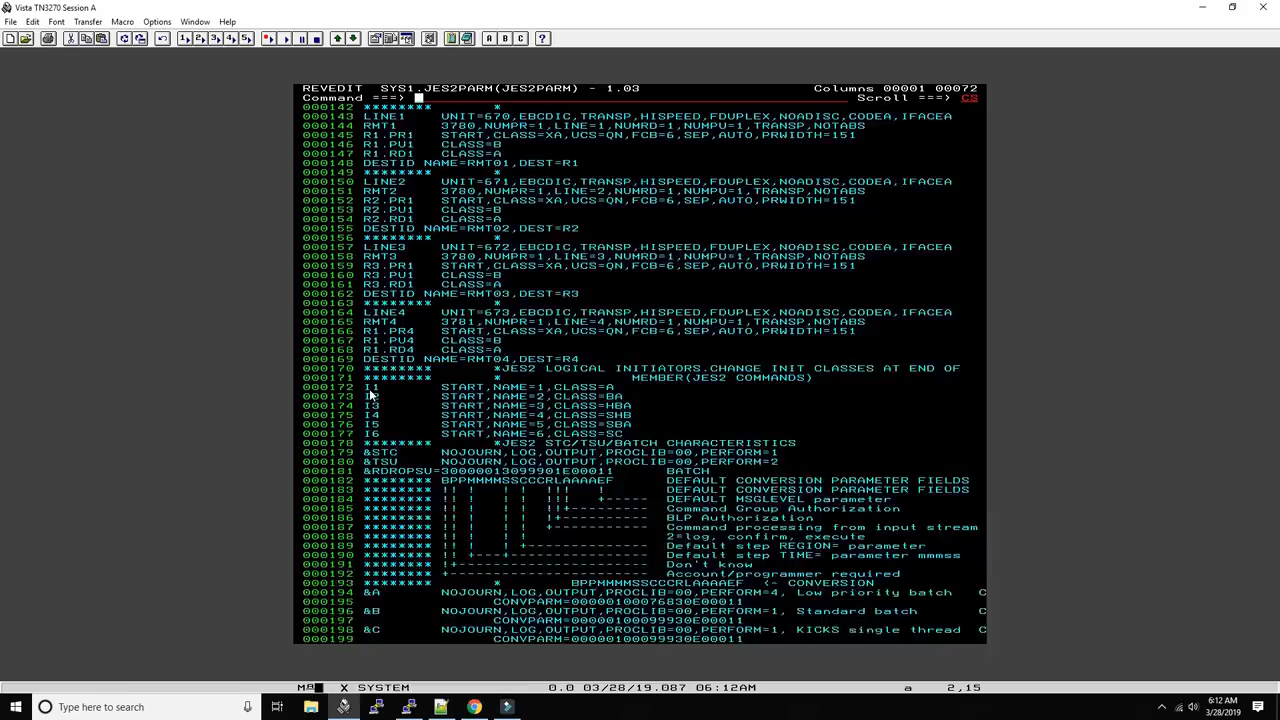 Vista TN3270 Session A
File Edit Font Transfer Macro Options Window Help
1 2 3 4 5 A B C ?
REVEDIT SYS1.JES2PARM(JES2PARM) - 1.03 Columns 00001 00072
Command ===> Scroll ===> CS
000142 ******** *
000143 LINE1 UNIT=670,EBCDIC,TRANSP,HISPEED,FDUPLEX,NOADISC,CODEA,IFACEA
000144 RMT1 3780,NUMPR=1,LINE=1,NUMRD=1,NUMPU=1,TRANSP,NOTABS
000145 R1.PR1 START,CLASS=XA,UCS=QN,FCB=6,SEP,AUTO,PRWIDTH=151
000146 R1.PU1 CLASS=B
000147 R1.RD1 CLASS=A
000148 DESTID NAME=RMT01,DEST=R1
000149 ******** *
000150 LINE2 UNIT=671,EBCDIC,TRANSP,HISPEED,FDUPLEX,NOADISC,CODEA,IFACEA
000151 RMT2 3780,NUMPR=1,LINE=2,NUMRD=1,NUMPU=1,TRANSP,NOTABS
000152 R2.PR1 START,CLASS=XA,UCS=QN,FCB=6,SEP,AUTO,PRWIDTH=151
000153 R2.PU1 CLASS=B
000154 R2.RD1 CLASS=A
000155 DESTID NAME=RMT02,DEST=R2
000156 ******** *
000157 LINE3 UNIT=672,EBCDIC,TRANSP,HISPEED,FDUPLEX,NOADISC,CODEA,IFACEA
000158 RMT3 3780,NUMPR=1,LINE=3,NUMRD=1,NUMPU=1,TRANSP,NOTABS
000159 R3.PR1 START,CLASS=XA,UCS=QN,FCB=6,SEP,AUTO,PRWIDTH=151
000160 R3.PU1 CLASS=B
000161 R3.RD1 CLASS=A
000162 DESTID NAME=RMT03,DEST=R3
000163 ******** *
000164 LINE4 UNIT=673,EBCDIC,TRANSP,HISPEED,FDUPLEX,NOADISC,CODEA,IFACEA
000165 RMT4 3781,NUMPR=1,LINE=4,NUMRD=1,NUMPU=1,TRANSP,NOTABS
000166 R1.PR4 START,CLASS=XA,UCS=QN,FCB=6,SEP,AUTO,PRWIDTH=151
000167 R1.PU4 CLASS=B
000168 R1.RD4 CLASS=A
000169 DESTID NAME=RMT04,DEST=R4
000170 ******** *JES2 LOGICAL INITIATORS.CHANGE INIT CLASSES AT END OF
000171 ******** * MEMBER(JES2 COMMANDS)
000172 I1 START,NAME=1,CLASS=A
000173 I2 START,NAME=2,CLASS=BA
000174 I3 START,NAME=3,CLASS=HBA
000175 I4 START,NAME=4,CLASS=SHB
000176 I5 START,NAME=5,CLASS=SBA
000177 I6 START,NAME=6,CLASS=SC
000178 ******** *JES2 STC/TSU/BATCH CHARACTERISTICS
000179 &STC NOJOURN,LOG,OUTPUT,PROCLIB=00,PERFORM=1
000180 &TSU NOJOURN,LOG,OUTPUT,PROCLIB=00,PERFORM=2
000181 &RDROPSU=3000001309990 1E00011 BATCH
000182 ******** BPPMMMMSSCCCRLAAAAEF DEFAULT CONVERSION PARAMETER FIELDS
000183 ******** !! ! ! ! !!! ! DEFAULT CONVERSION PARAMETER FIELDS
000184 ******** !! ! ! ! !!! +----- DEFAULT MSGLEVEL parameter
000185 ******** !! ! ! ! !!+--------- Command Group Authorization
000186 ******** !! ! ! ! !+---------- BLP Authorization
000187 ******** !! ! ! ! +----------- Command processing from input stream
000188 ******** !! ! ! ! 2=log, confirm, execute
000189 ******** !! ! ! +-------------- Default step REGION= parameter
000190 ******** !! +---+---------------- Default step TIME= parameter mmmss
000191 ******** !+---------------------- Don't know
000192 ******** +----------------------- Account/programmer required
000193 ******** * BPPMMMMSSCCCRLAAAAEF <- CONVERSION
000194 &A NOJOURN,LOG,OUTPUT,PROCLIB=00,PERFORM=4, Low priority batch C
000195 CONVPARM=00000100076830E00011
000196 &B NOJOURN,LOG,OUTPUT,PROCLIB=00,PERFORM=1, Standard batch C
000197 CONVPARM=00000100099930E00011
000198 &C NOJOURN,LOG,OUTPUT,PROCLIB=00,PERFORM=1, KICKS single thread C
000199 CONVPARM=00000100099930E00011
X SYSTEM 0.0 03/28/19.087 06:12AM a 2,15
Type here to search
6:12 AM
3/28/2019